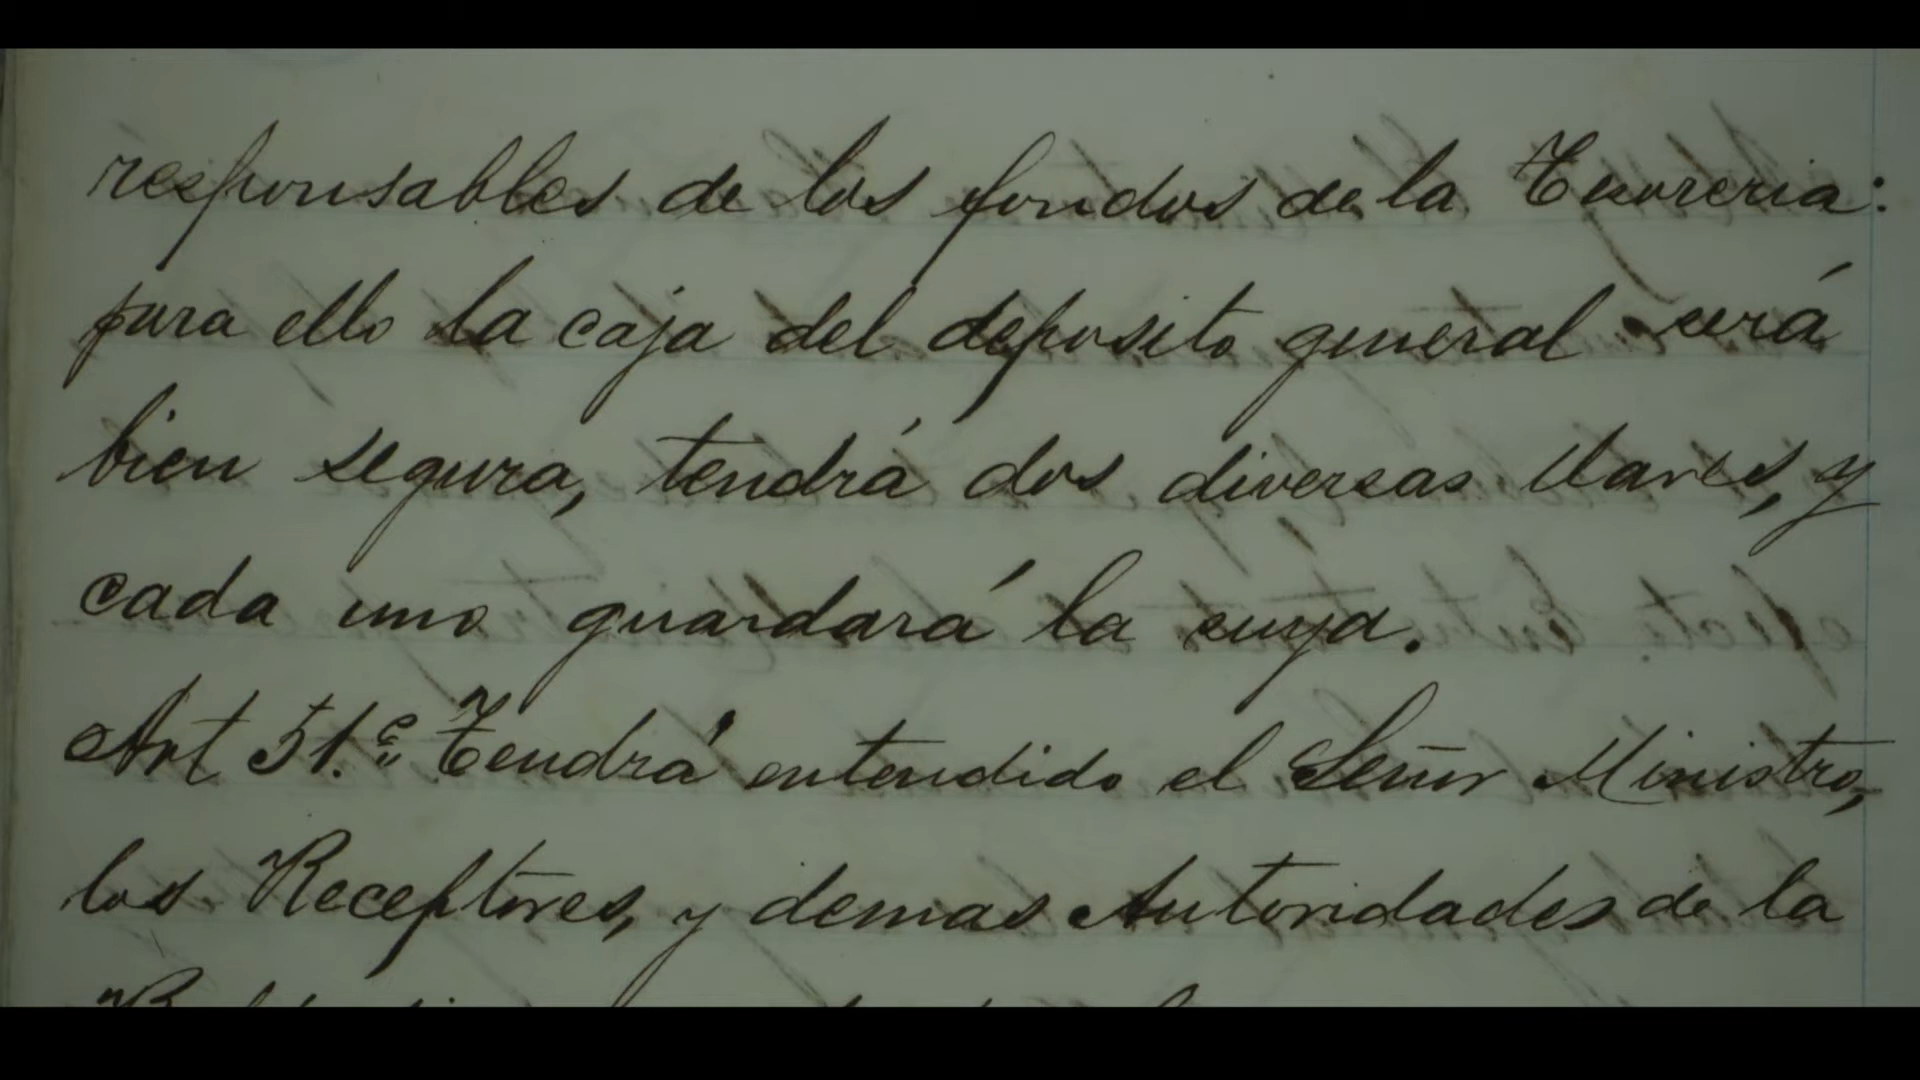 responsables de los fondos de la Tesoreria:
para ello la caja del deposito general será
bien segura, tendrá dos diversas llaves, y
cada uno guardará la suya.
Art 51.º Tendrá entendido el Señor Ministro,
los Receptores, y demas Autoridades de la